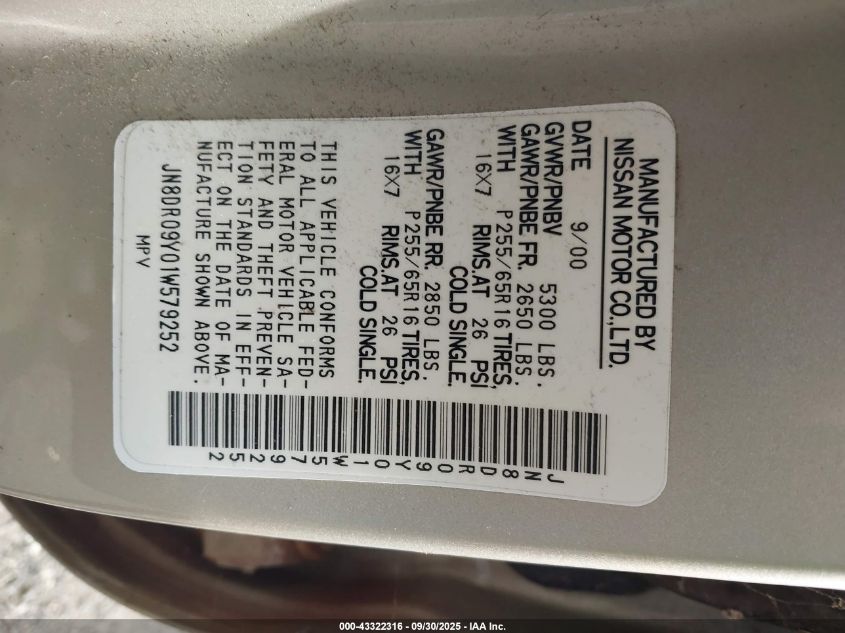 MANUFACTURED BY
NISSAN MOTOR CO.,LTD.
DATE 9/00
GVWR/PNBV 5300 LBS.
GAWR/PNBE FR. 2650 LBS.
WITH P255/65R16 TIRES,
16X7 RIMS,AT 26 PSI
COLD SINGLE.
GAWR/PNBE RR. 2850 LBS.
WITH P255/65R16 TIRES,
16X7 RIMS,AT 26 PSI
COLD SINGLE.
THIS VEHICLE CONFORMS
TO ALL APPLICABLE FED-
ERAL MOTOR VEHICLE SA-
FETY AND THEFT PREVEN-
TION STANDARDS IN EFF-
ECT ON THE DATE OF MA-
NUFACTURE SHOWN ABOVE.
JN8DR09Y01W579252
MPV
JN8DR09Y01W579252
000-43322316 - 09/30/2025 - IAA Inc.